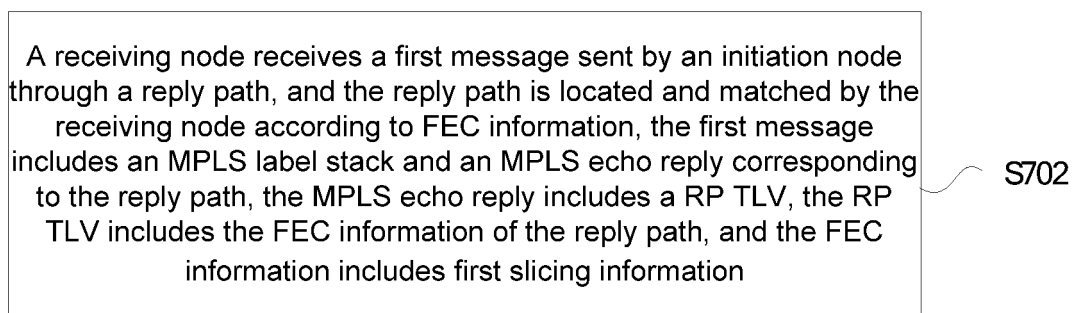 A receiving node receives a first message sent by an initiation node
through a reply path, and the reply path is located and matched by the
receiving node according to FEC information, the first message
includes an MPLS label stack and an MPLS echo reply corresponding
to the reply path, the MPLS echo reply includes a RP TLV, the RP
TLV includes the FEC information of the reply path, and the FEC
information includes first slicing information
S702